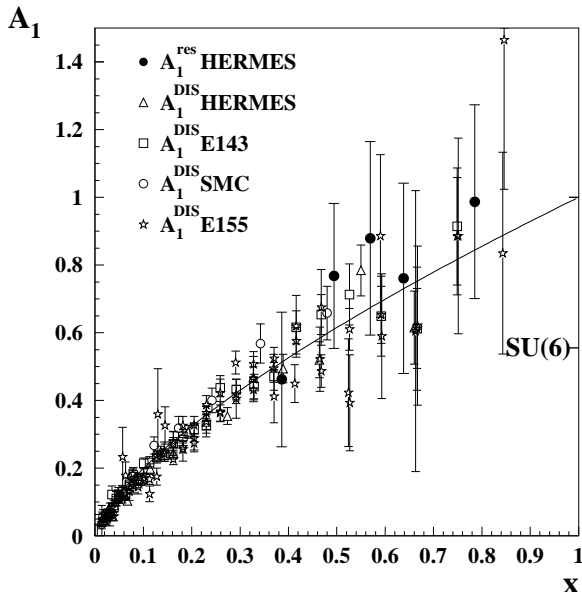 A₁
1.4
A₁ʳᵉˢ HERMES
A₁ᴰᴵˢ HERMES
A₁ᴰᴵˢ E143
A₁ᴰᴵˢ SMC
A₁ᴰᴵˢ E155
1.2
1
0.8
0.6
SU(6)
0.4
0.2
0
0 0.1 0.2 0.3 0.4 0.5 0.6 0.7 0.8 0.9 1
x